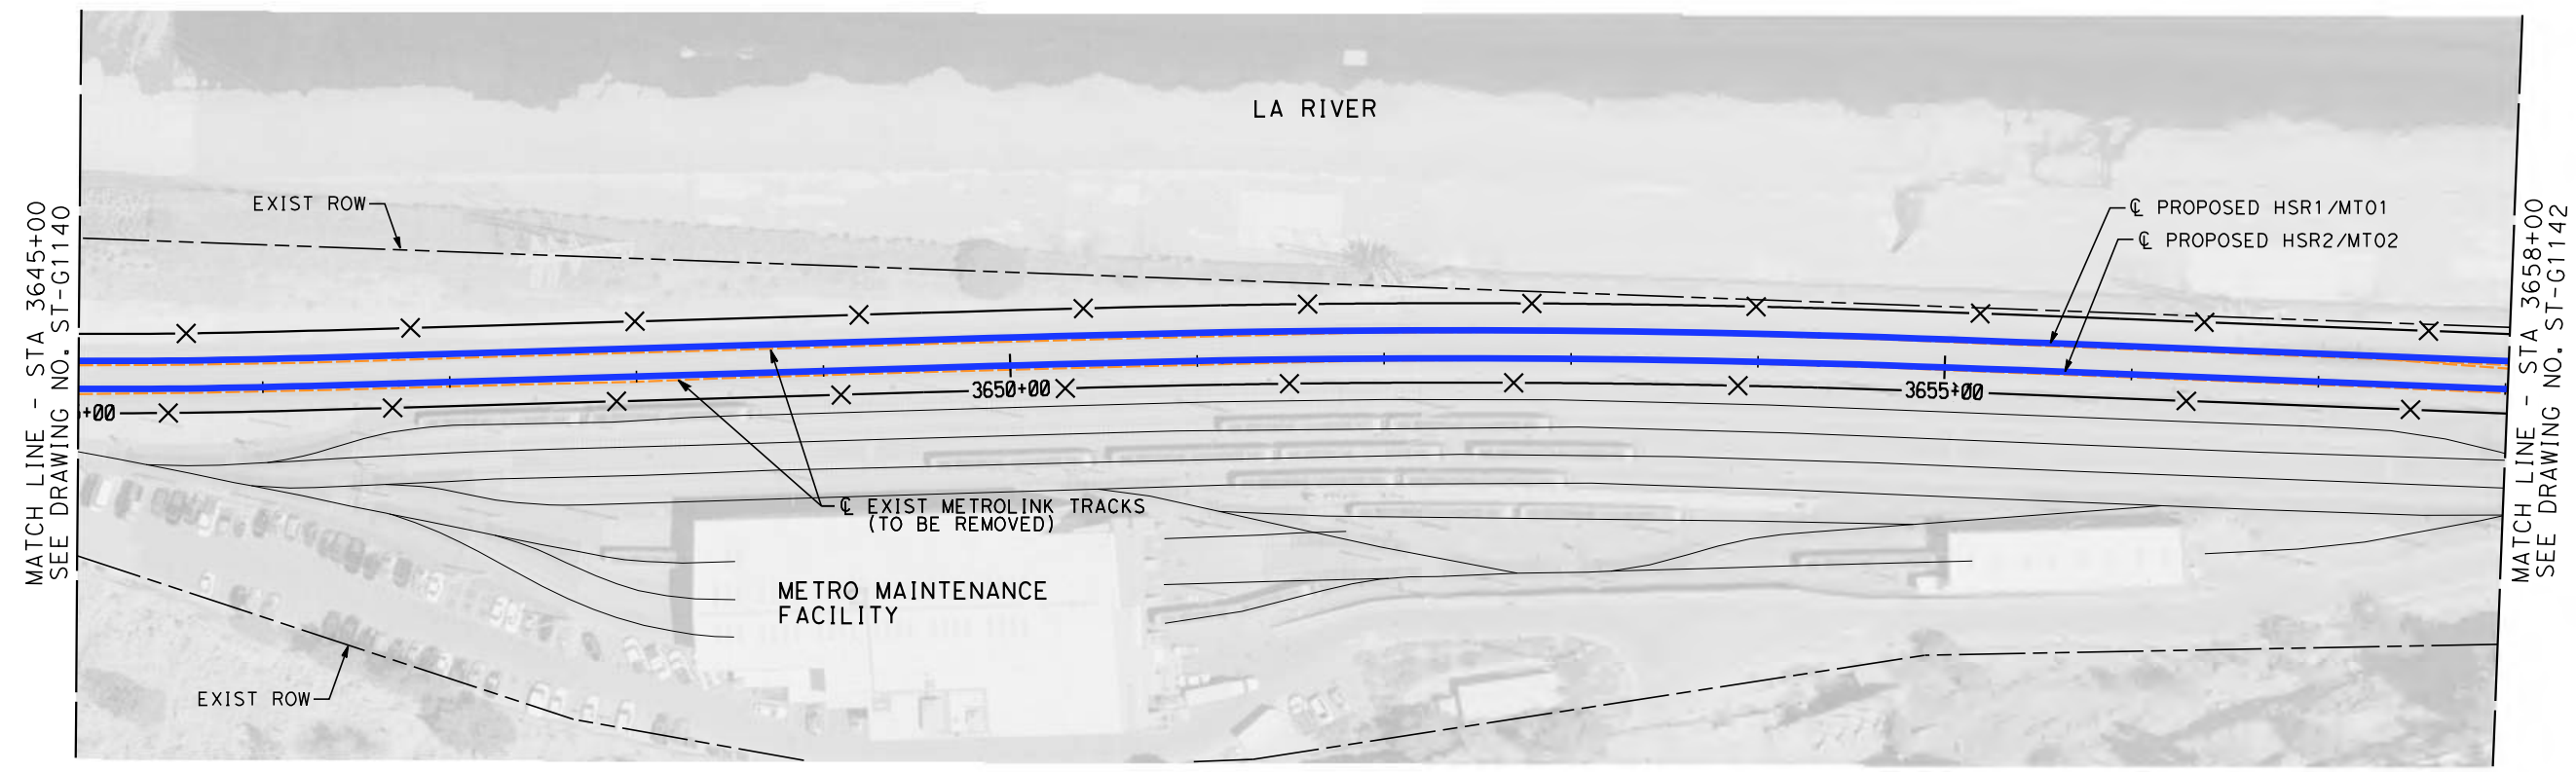 LA RIVER
EXIST ROW
℄ PROPOSED HSR1/MT01
℄ PROPOSED HSR2/MT02
MATCH LINE - STA 3645+00
SEE DRAWING NO. ST-G1140
MATCH LINE - STA 3658+00
SEE DRAWING NO. ST-G1142
+00
3650+00
3655+00
℄ EXIST METROLINK TRACKS
(TO BE REMOVED)
METRO MAINTENANCE
FACILITY
EXIST ROW